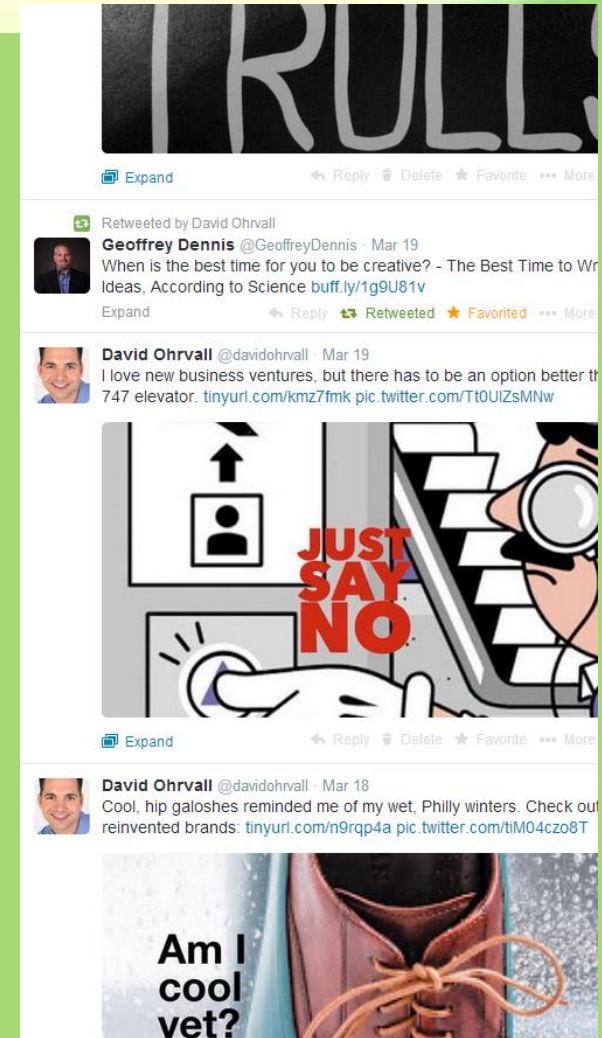 TROLLS
Expand
Reply Delete Favorite More
Retweeted by David Ohrvall
Geoffrey Dennis @GeoffreyDennis · Mar 19
When is the best time for you to be creative? - The Best Time to Wr
Ideas, According to Science buff.ly/1g9U81v
Expand Reply Retweeted Favorited More
David Ohrvall @davidohrvall · Mar 19
I love new business ventures, but there has to be an option better th
747 elevator. tinyurl.com/kmz7fmk pic.twitter.com/Tt0UlZsMNw
JUST
SAY
NO
Expand
Reply Delete Favorite More
David Ohrvall @davidohrvall · Mar 18
Cool, hip galoshes reminded me of my wet, Philly winters. Check out
reinvented brands: tinyurl.com/n9rqp4a pic.twitter.com/tiM04czo8T
Am I
cool
yet?